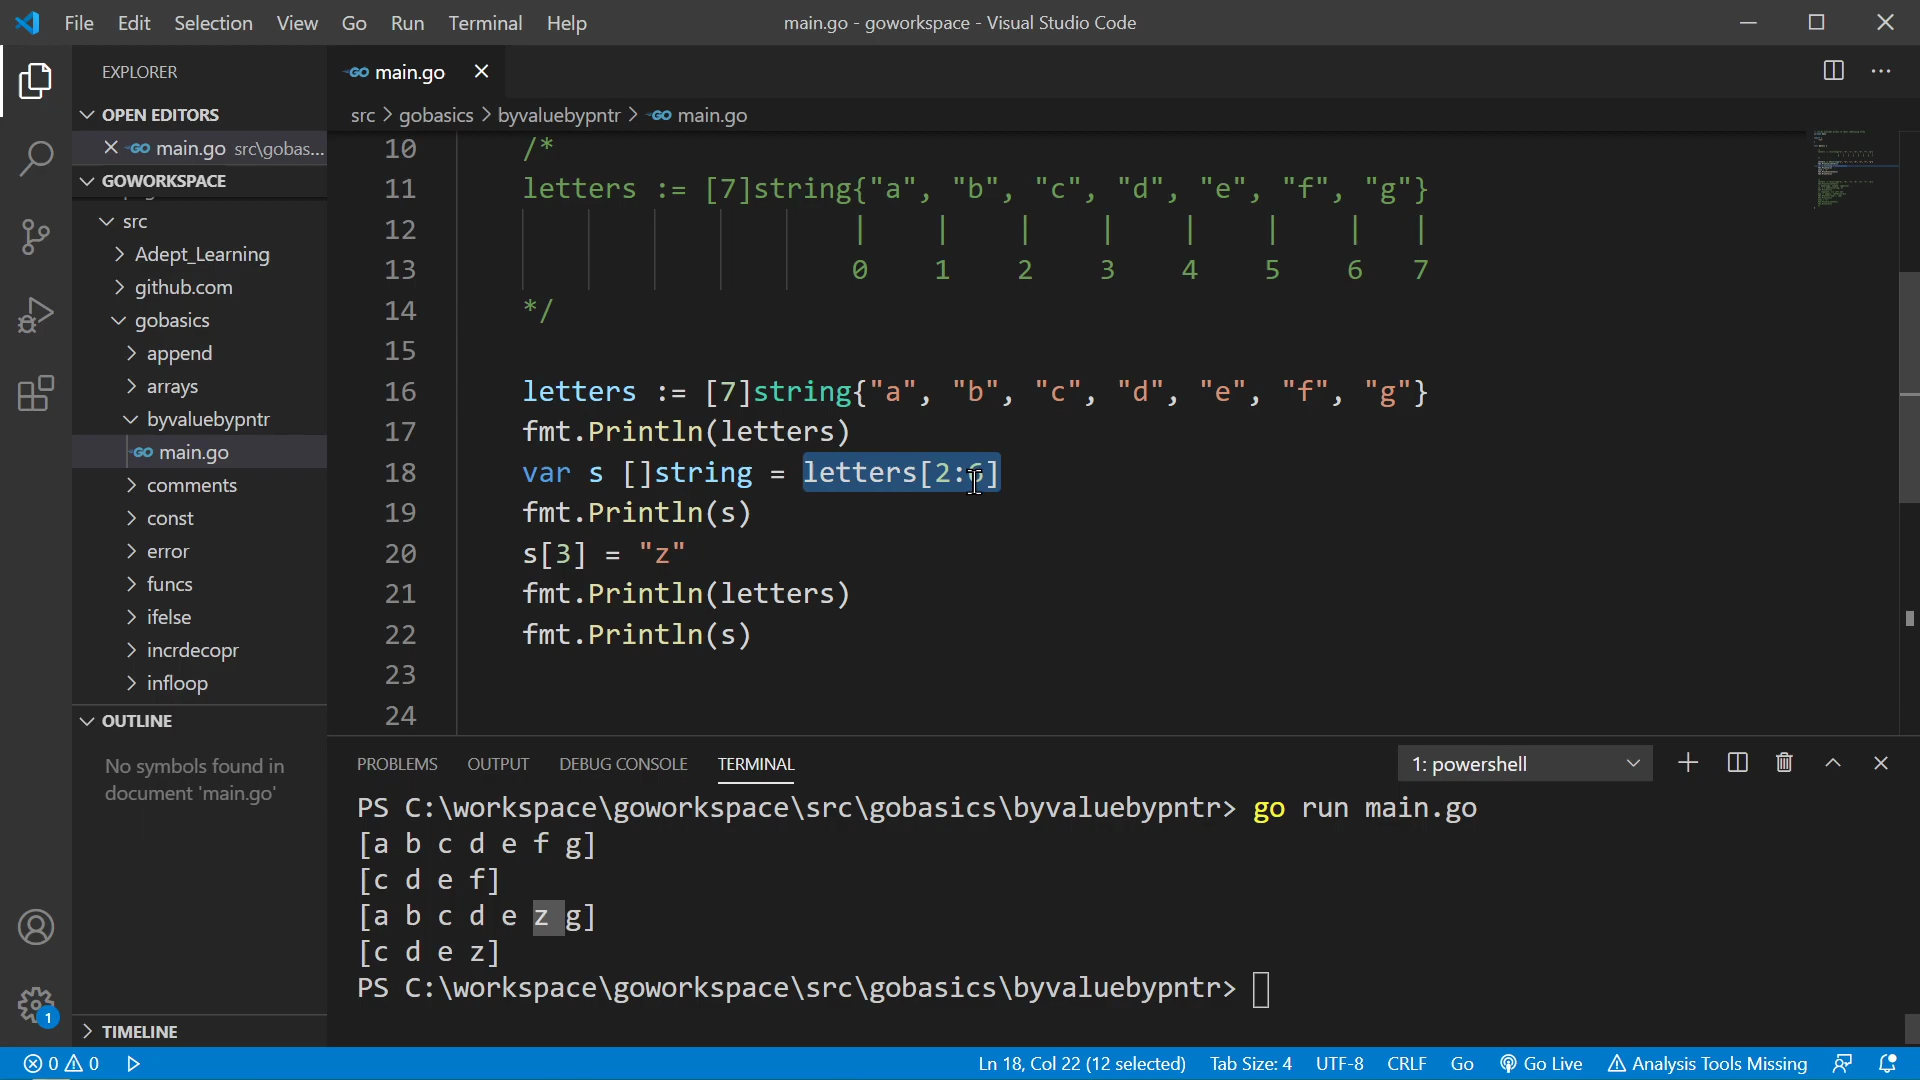 File Edit Selection View Go Run Terminal Help main.go - goworkspace - Visual Studio Code
EXPLORER
OPEN EDITORS
main.go src\gobas...
GOWORKSPACE
src
Adept_Learning
github.com
gobasics
append
arrays
byvaluebypntr
main.go
comments
const
error
funcs
ifelse
incrdecopr
infloop
OUTLINE
No symbols found in
document 'main.go'
TIMELINE
main.go
src > gobasics > byvaluebypntr > main.go
10 /*
11 letters := [7]string{"a", "b", "c", "d", "e", "f", "g"}
12 | | | | | | | |
13 0 1 2 3 4 5 6 7
14 */
15
16 letters := [7]string{"a", "b", "c", "d", "e", "f", "g"}
17 fmt.Println(letters)
18 var s []string = letters[2:6]
19 fmt.Println(s)
20 s[3] = "z"
21 fmt.Println(letters)
22 fmt.Println(s)
23
24
PROBLEMS OUTPUT DEBUG CONSOLE TERMINAL 1: powershell
PS C:\workspace\goworkspace\src\gobasics\byvaluebypntr> go run main.go
[a b c d e f g]
[c d e f]
[a b c d e z g]
[c d e z]
PS C:\workspace\goworkspace\src\gobasics\byvaluebypntr>
1
0 0 Ln 18, Col 22 (12 selected) Tab Size: 4 UTF-8 CRLF Go Go Live Analysis Tools Missing